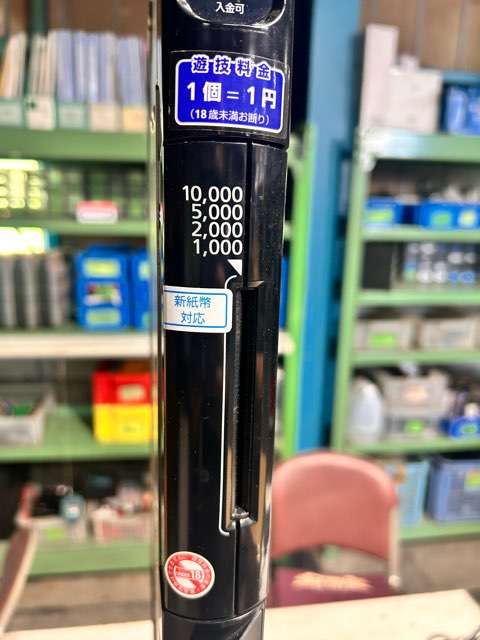 入金可
遊技料金
1個=1円
(18歳未満お断り)
10,000
5,000
2,000
1,000
新紙幣
対応
18